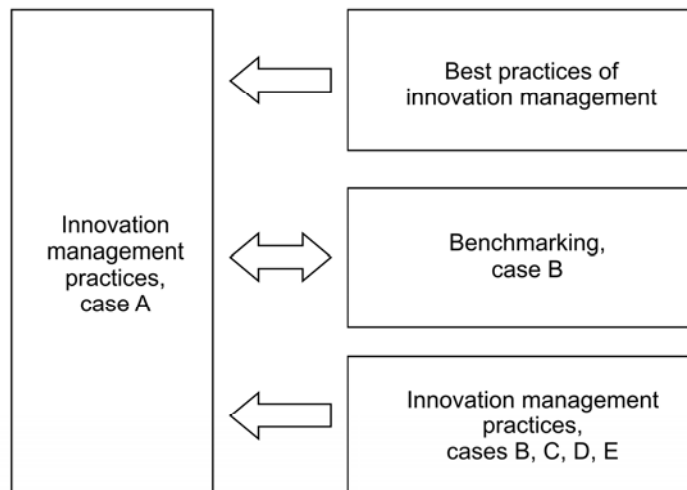 Innovation
management
practices,
case A
Best practices of
innovation management
Benchmarking,
case B
Innovation management
practices,
cases B, C, D, E